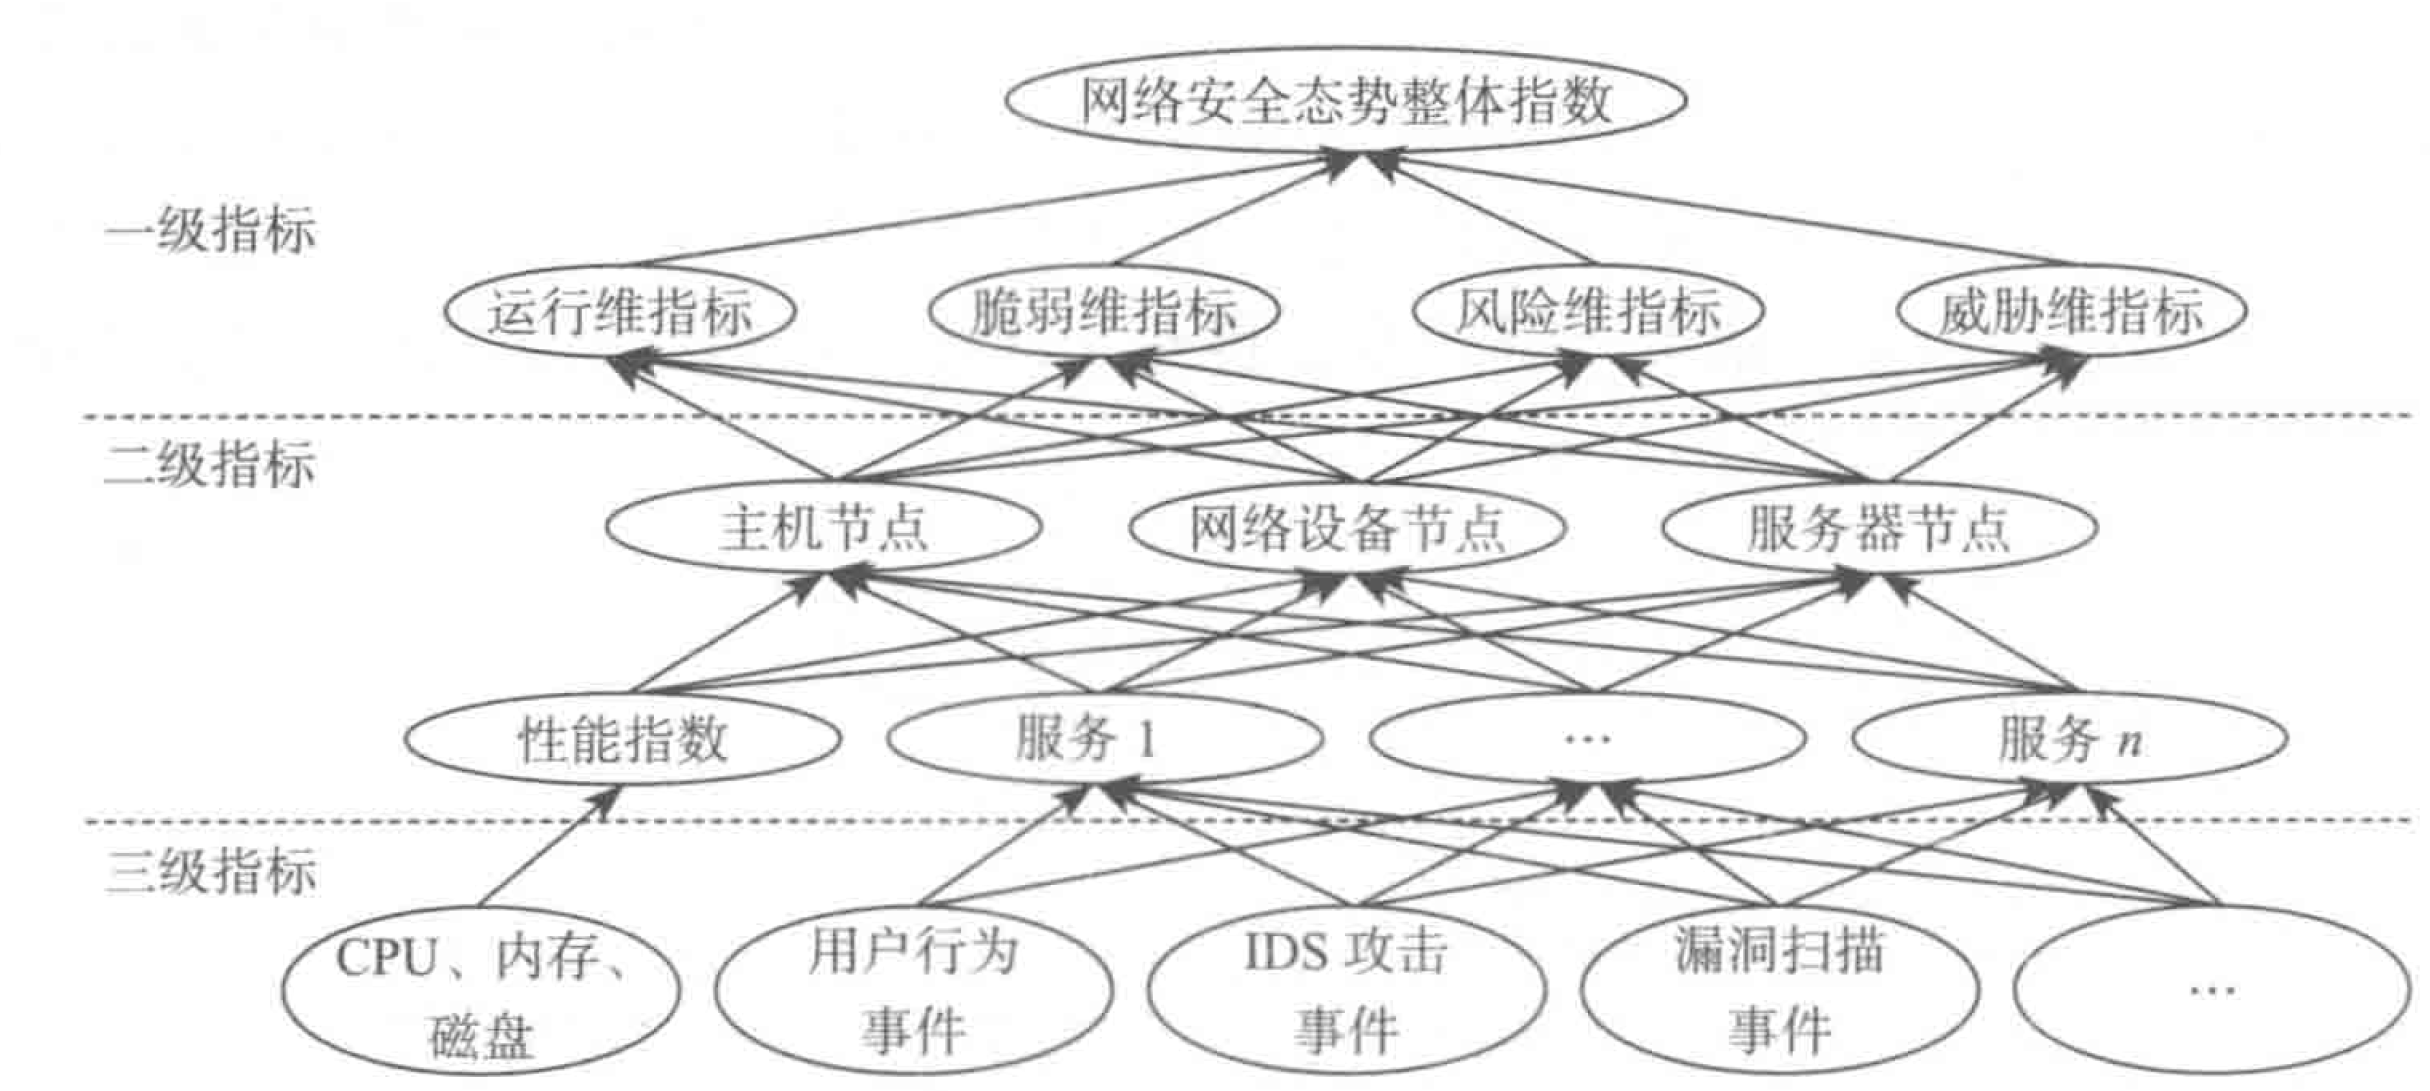 网络安全态势整体指数
一级指标
运行维指标 脆弱维指标 风险维指标 威胁维指标
二级指标
主机节点 网络设备节点 服务器节点
性能指数 服务 1 … 服务 n
三级指标
CPU、内存、 用户行为 IDS 攻击 漏洞扫描 …
磁盘 事件 事件 事件